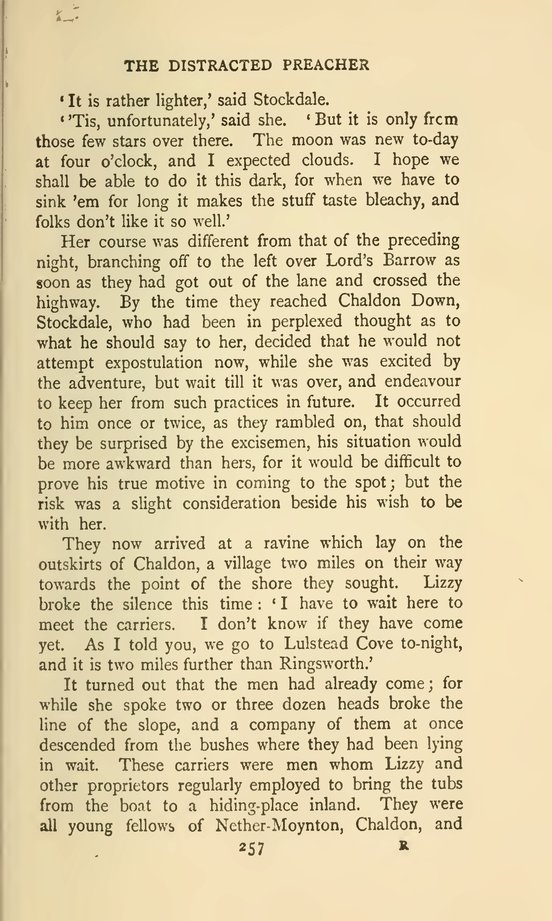 THE DISTRACTED PREACHER
‘It is rather lighter,’ said Stockdale.
‘’Tis, unfortunately,’ said she. ‘But it is only from
those few stars over there. The moon was new to-day
at four o’clock, and I expected clouds. I hope we
shall be able to do it this dark, for when we have to
sink ’em for long it makes the stuff taste bleachy, and
folks don’t like it so well.’
Her course was different from that of the preceding
night, branching off to the left over Lord’s Barrow as
soon as they had got out of the lane and crossed the
highway. By the time they reached Chaldon Down,
Stockdale, who had been in perplexed thought as to
what he should say to her, decided that he would not
attempt expostulation now, while she was excited by
the adventure, but wait till it was over, and endeavour
to keep her from such practices in future. It occurred
to him once or twice, as they rambled on, that should
they be surprised by the excisemen, his situation would
be more awkward than hers, for it would be difficult to
prove his true motive in coming to the spot; but the
risk was a slight consideration beside his wish to be
with her.
They now arrived at a ravine which lay on the
outskirts of Chaldon, a village two miles on their way
towards the point of the shore they sought. Lizzy
broke the silence this time: ‘I have to wait here to
meet the carriers. I don’t know if they have come
yet. As I told you, we go to Lulstead Cove to-night,
and it is two miles further than Ringsworth.’
It turned out that the men had already come; for
while she spoke two or three dozen heads broke the
line of the slope, and a company of them at once
descended from the bushes where they had been lying
in wait. These carriers were men whom Lizzy and
other proprietors regularly employed to bring the tubs
from the boat to a hiding-place inland. They were
all young fellows of Nether-Moynton, Chaldon, and
257 R